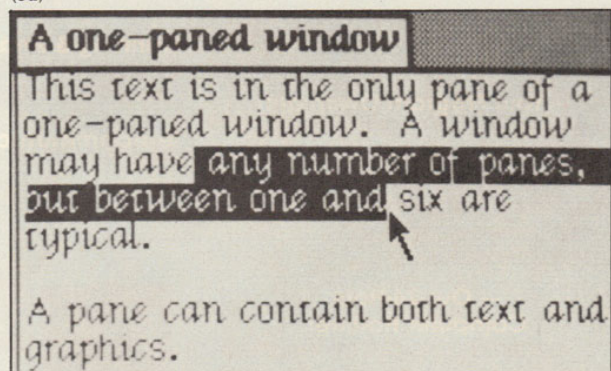 A one-paned window
This text is in the only pane of a
one-paned window. A window
may have any number of panes,
but between one and six are
typical.
A pane can contain both text and
graphics.